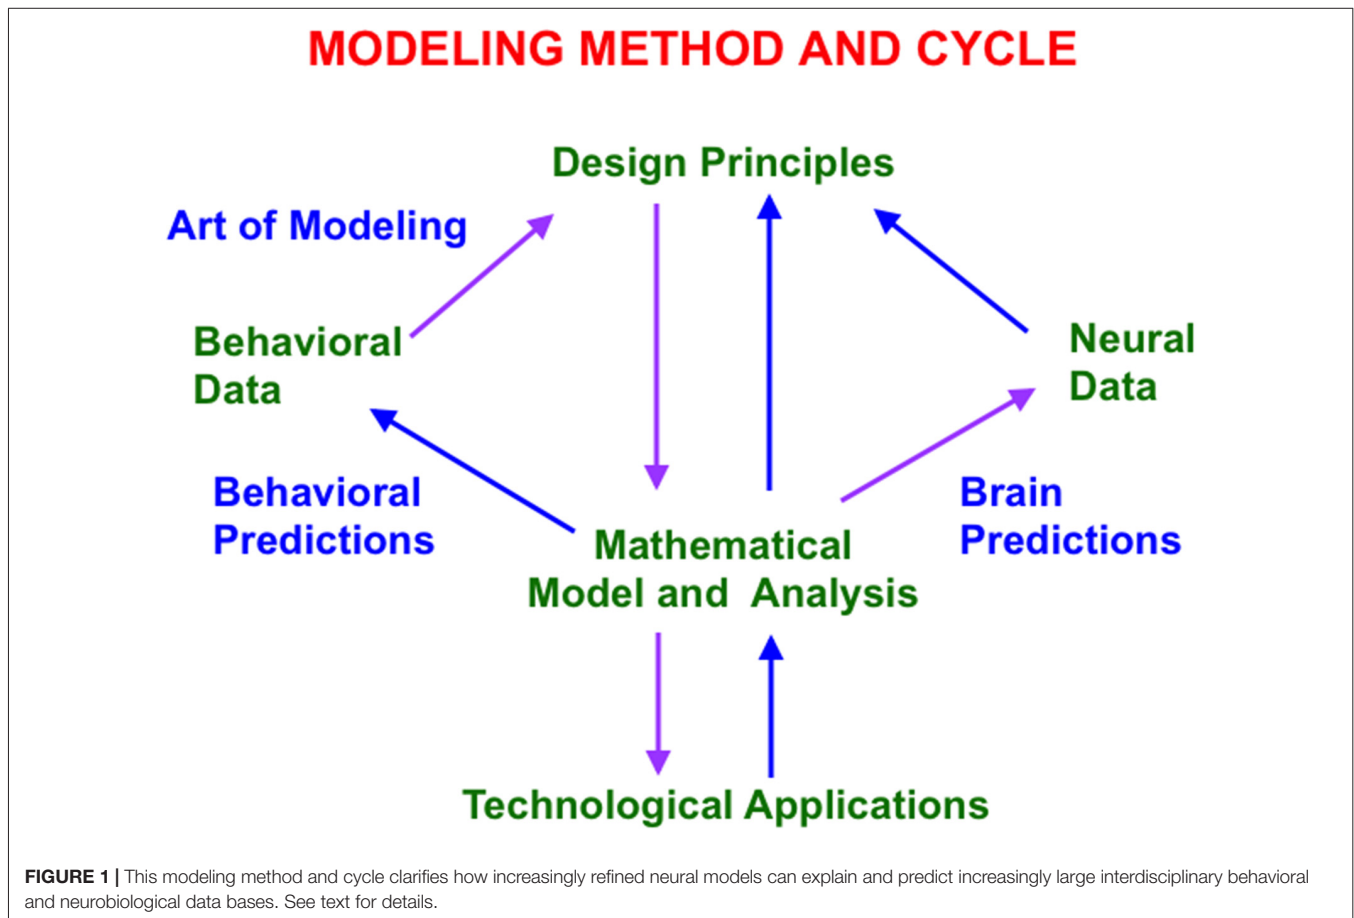 MODELING METHOD AND CYCLE
Design Principles
Art of Modeling
Behavioral
Data
Neural
Data
Behavioral
Predictions
Brain
Predictions
Mathematical
Model and Analysis
Technological Applications
FIGURE 1 | This modeling method and cycle clarifies how increasingly refined neural models can explain and predict increasingly large interdisciplinary behavioral
and neurobiological data bases. See text for details.